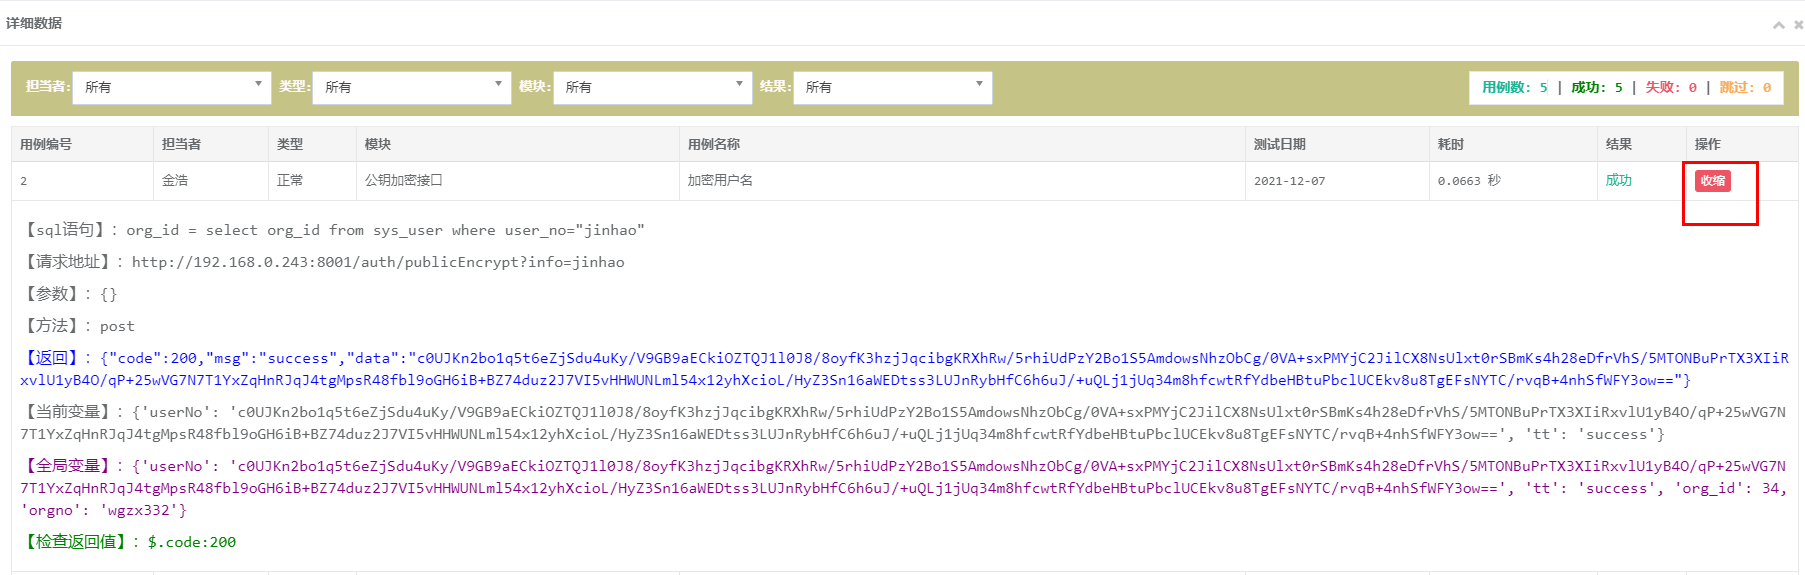 详细数据
担当者: 所有 类型: 所有 模块: 所有 结果: 所有 用例数: 5 | 成功: 5 | 失败: 0 | 跳过: 0
用例编号 担当者 类型 模块 用例名称 测试日期 耗时 结果 操作
2 金浩 正常 公钥加密接口 加密用户名 2021-12-07 0.0663 秒 成功 收缩
【sql语句】: org_id = select org_id from sys_user where user_no="jinhao"
【请求地址】: http://192.168.0.243:8001/auth/publicEncrypt?info=jinhao
【参数】: {}
【方法】: post
【返回】: {"code":200,"msg":"success","data":"c0UJKn2bo1q5t6eZjSdu4uKy/V9GB9aECkiOZTQJ1l0J8/8oyfK3hzjJqcibgKRXhRw/5rhiUdPzY2Bo1S5AmdowsNhzObCg/0VA+sxPMYjC2JilCX8NsUlxt0rSBmKs4h28eDfrVhS/5MTONBuPrTX3XIiR
xvlU1yB4O/qP+25wVG7N7T1YxZqHnRJqJ4tgMpsR48fbl9oGH6iB+BZ74duz2J7VI5vHHWUNLml54x12yhXcioL/HyZ3Sn16aWEDtss3LUJnRybHfC6h6uJ/+uQLj1jUq34m8hfcwtRfYdbeHBtuPbclUCEkv8u8TgEFsNYTC/rvqB+4nhSfWFY3ow=="}
【当前变量】: {'userNo': 'c0UJKn2bo1q5t6eZjSdu4uKy/V9GB9aECkiOZTQJ1l0J8/8oyfK3hzjJqcibgKRXhRw/5rhiUdPzY2Bo1S5AmdowsNhzObCg/0VA+sxPMYjC2JilCX8NsUlxt0rSBmKs4h28eDfrVhS/5MTONBuPrTX3XIiRxvlU1yB4O/qP+25wVG7N
7T1YxZqHnRJqJ4tgMpsR48fbl9oGH6iB+BZ74duz2J7VI5vHHWUNLml54x12yhXcioL/HyZ3Sn16aWEDtss3LUJnRybHfC6h6uJ/+uQLj1jUq34m8hfcwtRfYdbeHBtuPbclUCEkv8u8TgEFsNYTC/rvqB+4nhSfWFY3ow==', 'tt': 'success'}
【全局变量】: {'userNo': 'c0UJKn2bo1q5t6eZjSdu4uKy/V9GB9aECkiOZTQJ1l0J8/8oyfK3hzjJqcibgKRXhRw/5rhiUdPzY2Bo1S5AmdowsNhzObCg/0VA+sxPMYjC2JilCX8NsUlxt0rSBmKs4h28eDfrVhS/5MTONBuPrTX3XIiRxvlU1yB4O/qP+25wVG7N
7T1YxZqHnRJqJ4tgMpsR48fbl9oGH6iB+BZ74duz2J7VI5vHHWUNLml54x12yhXcioL/HyZ3Sn16aWEDtss3LUJnRybHfC6h6uJ/+uQLj1jUq34m8hfcwtRfYdbeHBtuPbclUCEkv8u8TgEFsNYTC/rvqB+4nhSfWFY3ow==', 'tt': 'success', 'org_id': 34,
'orgno': 'wgzx332'}
【检查返回值】: $.code:200